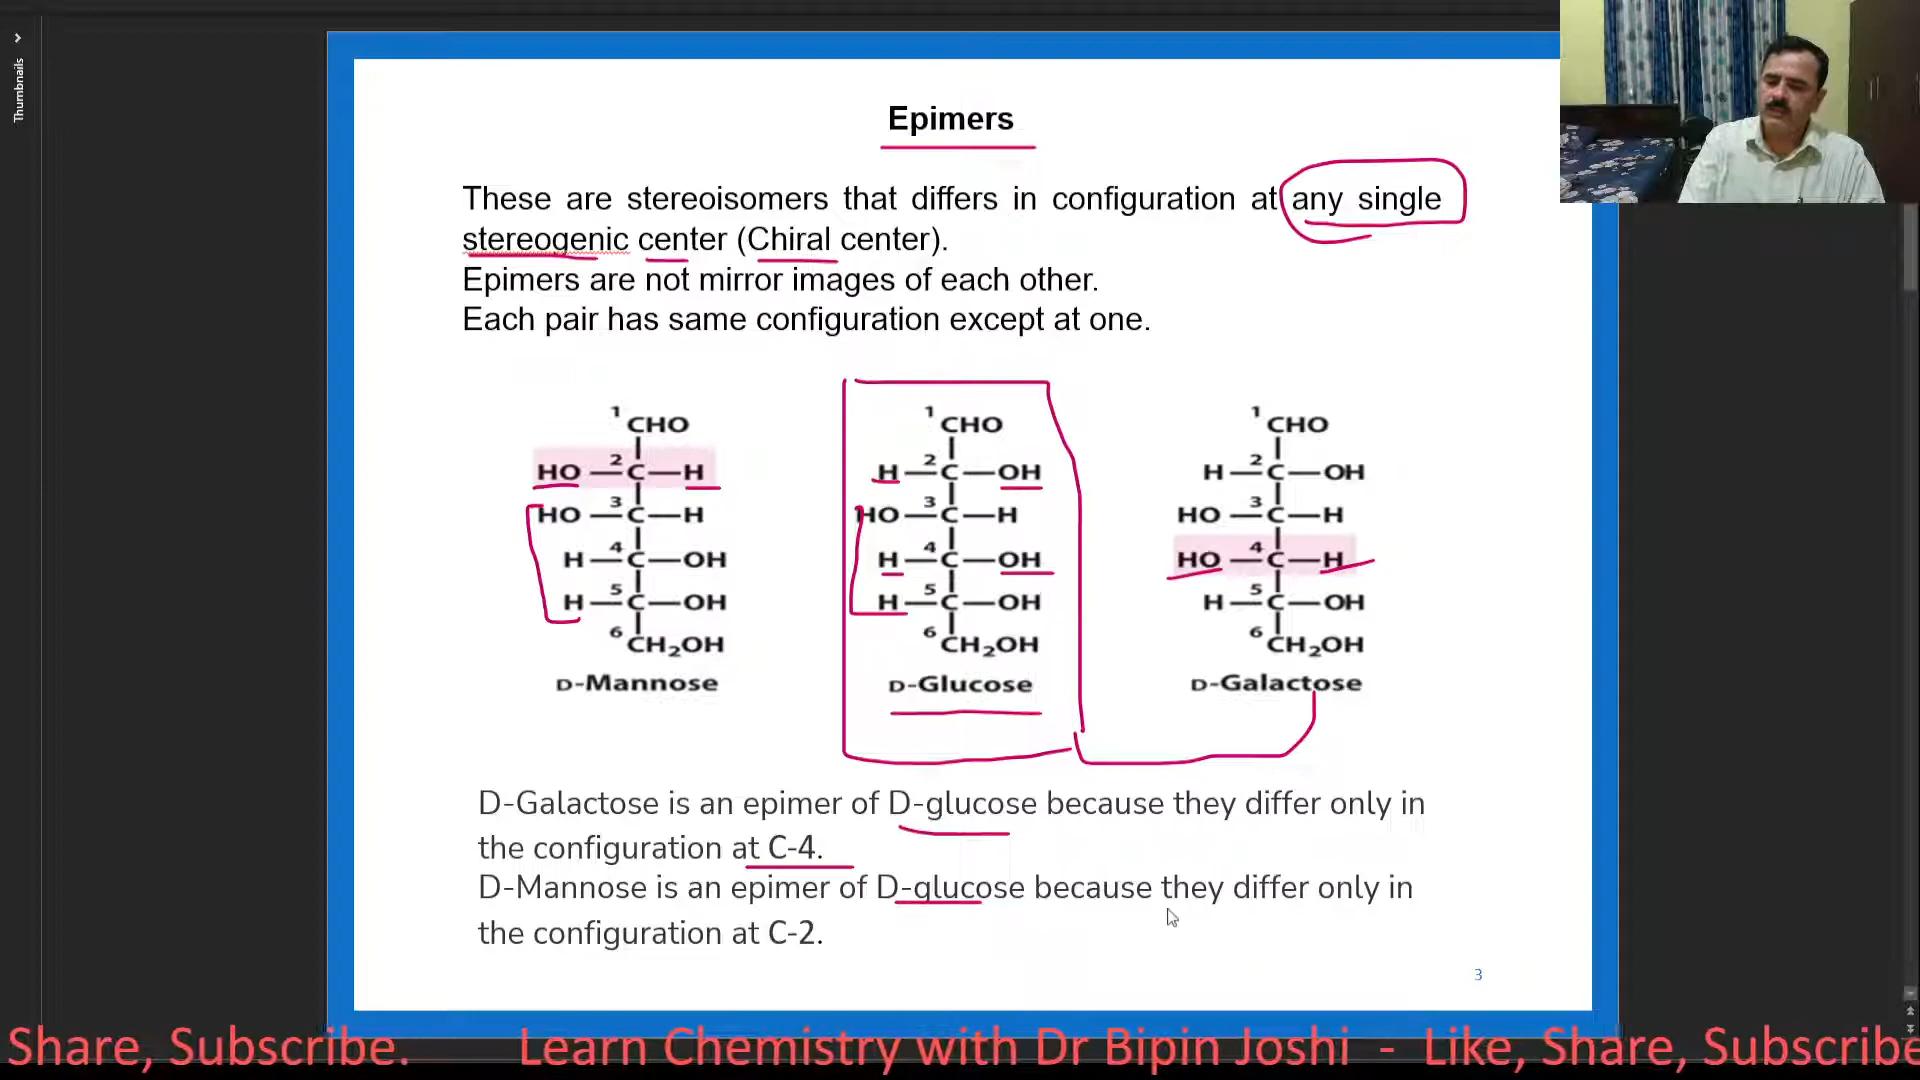 Thumbnails
Epimers
These are stereoisomers that differs in configuration at any single
stereogenic center (Chiral center).
Epimers are not mirror images of each other.
Each pair has same configuration except at one.
1
CHO
HO 2 C H
HO 3 C H
H 4 C OH
H 5 C OH
6
CH2OH
D-Mannose
1
CHO
H 2 C OH
HO 3 C H
H 4 C OH
H 5 C OH
6
CH2OH
D-Glucose
1
CHO
H 2 C OH
HO 3 C H
HO 4 C H
H 5 C OH
6
CH2OH
D-Galactose
D-Galactose is an epimer of D-glucose because they differ only in
the configuration at C-4.
D-Mannose is an epimer of D-glucose because they differ only in
the configuration at C-2.
3
Share, Subscribe. Learn Chemistry with Dr Bipin Joshi - Like, Share, Subscribe